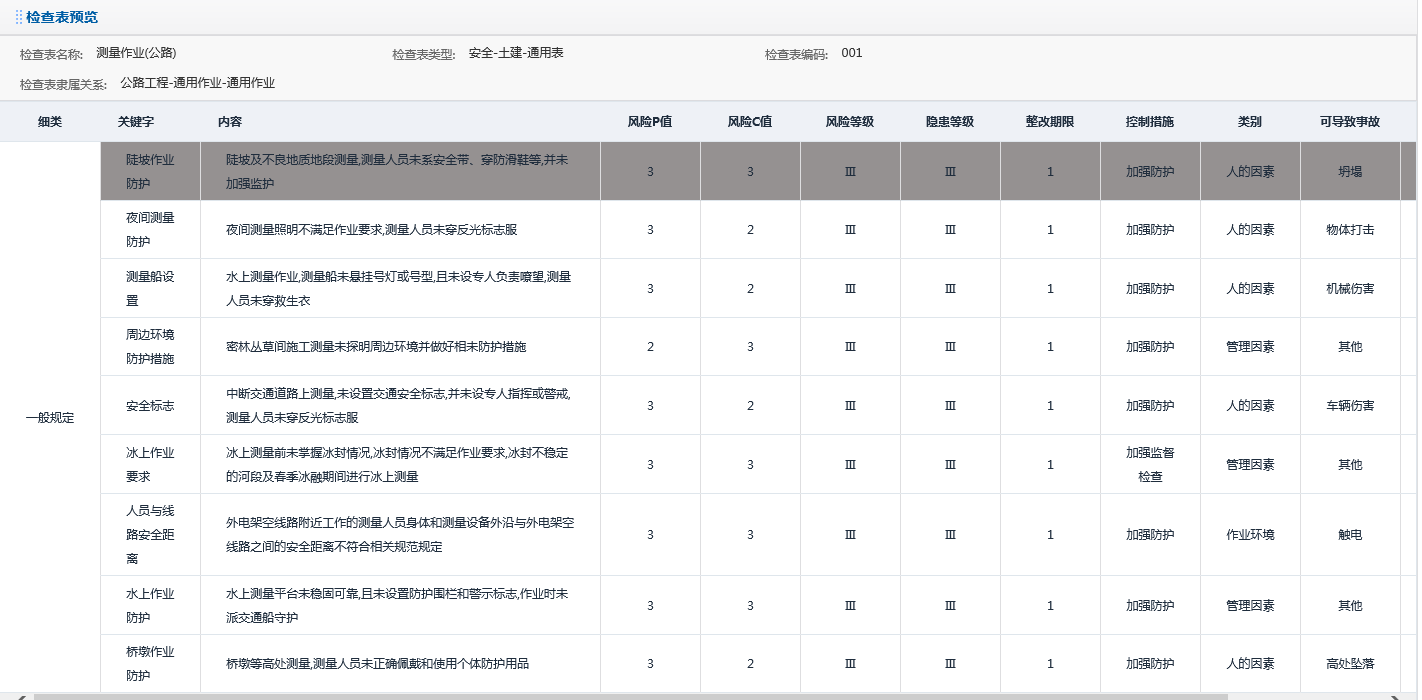 检查表预览
检查表名称: 测量作业(公路) 检查表类型: 安全-土建-通用表 检查表编码: 001
检查表隶属关系: 公路工程-通用作业-通用作业
细类 关键字 内容 风险P值 风险C值 风险等级 隐患等级 整改期限 控制措施 类别 可导致事故
一般规定
陡坡作业
防护
陡坡及不良地质地段测量,测量人员未系安全带、穿防滑鞋等,并未
加强监护
3 3 Ⅲ Ⅲ 1 加强防护 人的因素 坍塌
夜间测量
防护
夜间测量照明不满足作业要求,测量人员未穿反光标志服
3 2 Ⅲ Ⅲ 1 加强防护 人的因素 物体打击
测量船设
置
水上测量作业,测量船未悬挂号灯或号型,且未设专人负责嘹望,测量
人员未穿救生衣
3 2 Ⅲ Ⅲ 1 加强防护 人的因素 机械伤害
周边环境
防护措施
密林丛草间施工测量未探明周边环境并做好相未防护措施
2 3 Ⅲ Ⅲ 1 加强防护 管理因素 其他
安全标志
中断交通道路上测量,未设置交通安全标志,并未设专人指挥或警戒,
测量人员未穿反光标志服
3 2 Ⅲ Ⅲ 1 加强防护 人的因素 车辆伤害
冰上作业
要求
冰上测量前未掌握冰封情况,冰封情况不满足作业要求,冰封不稳定
的河段及春季冰融期间进行冰上测量
3 3 Ⅲ Ⅲ 1 加强监督
检查
管理因素 其他
人员与线
路安全距
离
外电架空线路附近工作的测量人员身体和测量设备外沿与外电架空
线路之间的安全距离不符合相关规范规定
3 3 Ⅲ Ⅲ 1 加强防护 作业环境 触电
水上作业
防护
水上测量平台未稳固可靠,且未设置防护围栏和警示标志,作业时未
派交通船守护
3 3 Ⅲ Ⅲ 1 加强防护 管理因素 其他
桥墩作业
防护
桥墩等高处测量,测量人员未正确佩戴和使用个体防护用品
3 2 Ⅲ Ⅲ 1 加强防护 人的因素 高处坠落